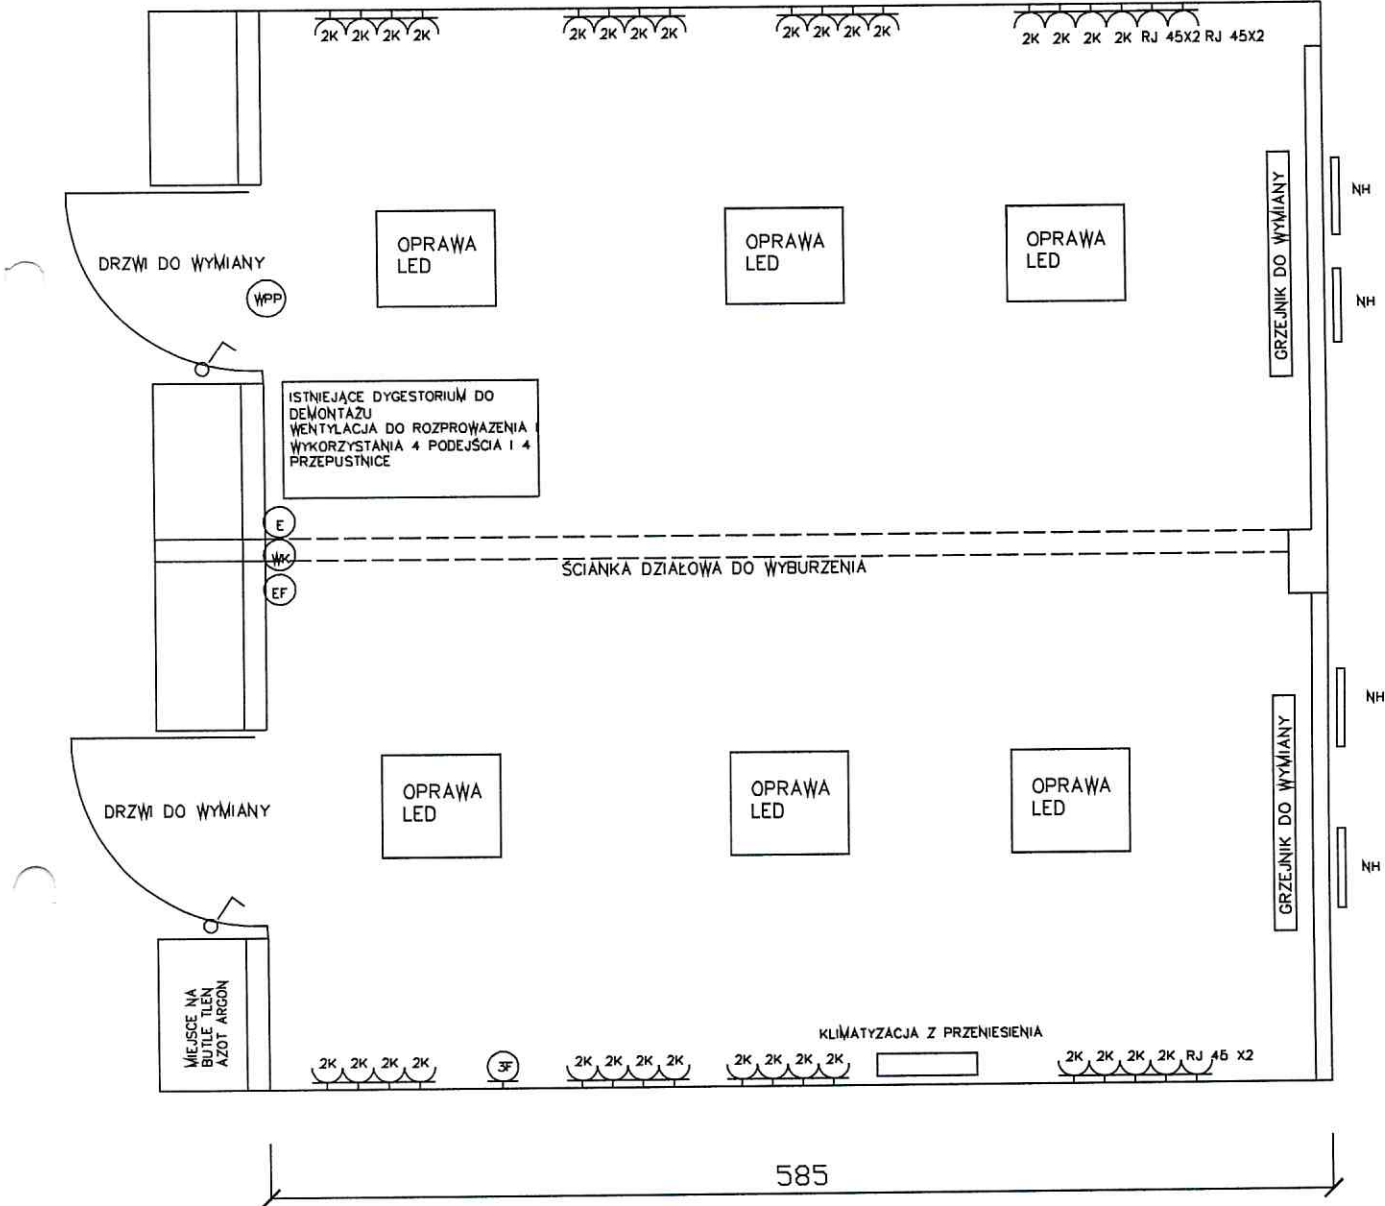 2K 2K 2K 2K 2K 2K 2K 2K 2K 2K 2K 2K 2K 2K 2K 2K RJ 45X2 RJ 45X2
DRZWI DO WYMIANY
WPP
OPRAWA
LED
OPRAWA
LED
OPRAWA
LED
GRZEJNIK DO WYMIANY
NH
NH
ISTNIEJĄCE DYGESTORIUM DO
DEMONTAŻU
WENTYLACJA DO ROZPROWAZENIA I
WYKORZYSTANIA 4 PODEJŚCIA I 4
PRZEPUSTNICE
E
WK
EF
ŚCIANKA DZIAŁOWA DO WYBURZENIA
DRZWI DO WYMIANY
OPRAWA
LED
OPRAWA
LED
OPRAWA
LED
GRZEJNIK DO WYMIANY
NH
NH
MIEJSCE NA
BUTLE TLEN
AZOT ARGON
KLIMATYZACJA Z PRZENIESIENIA
2K 2K 2K 2K 3F 2K 2K 2K 2K 2K 2K 2K 2K 2K 2K 2K 2K RJ 45 X2
585